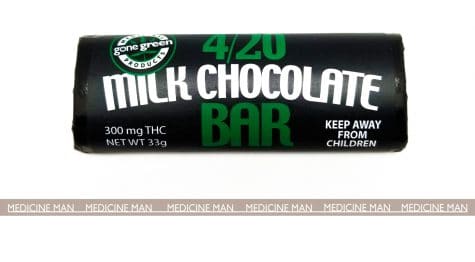 gone green
PRODUCTS
4/20
MILK CHOCOLATE
BAR
300 mg THC
NET WT 33g
KEEP AWAY
FROM
CHILDREN
MEDICINE MAN MEDICINE MAN MEDICINE MAN MEDICINE MAN MEDICINE MAN MEDICINE MAN